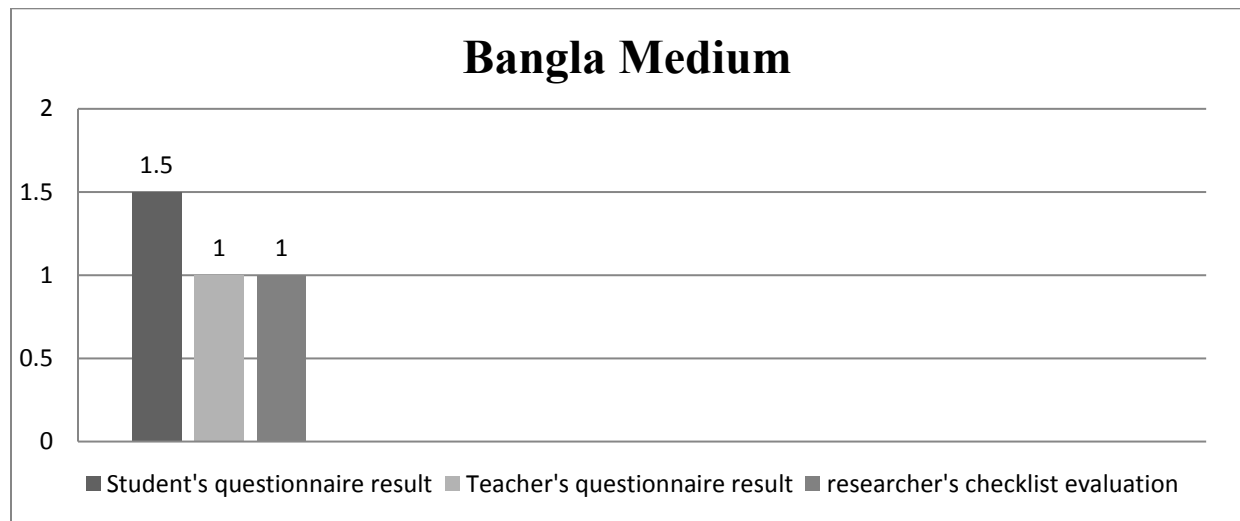 Bangla Medium
2
1.5
1
0.5
0
1.5
1
1
Student's questionnaire result
Teacher's questionnaire result
researcher's checklist evaluation